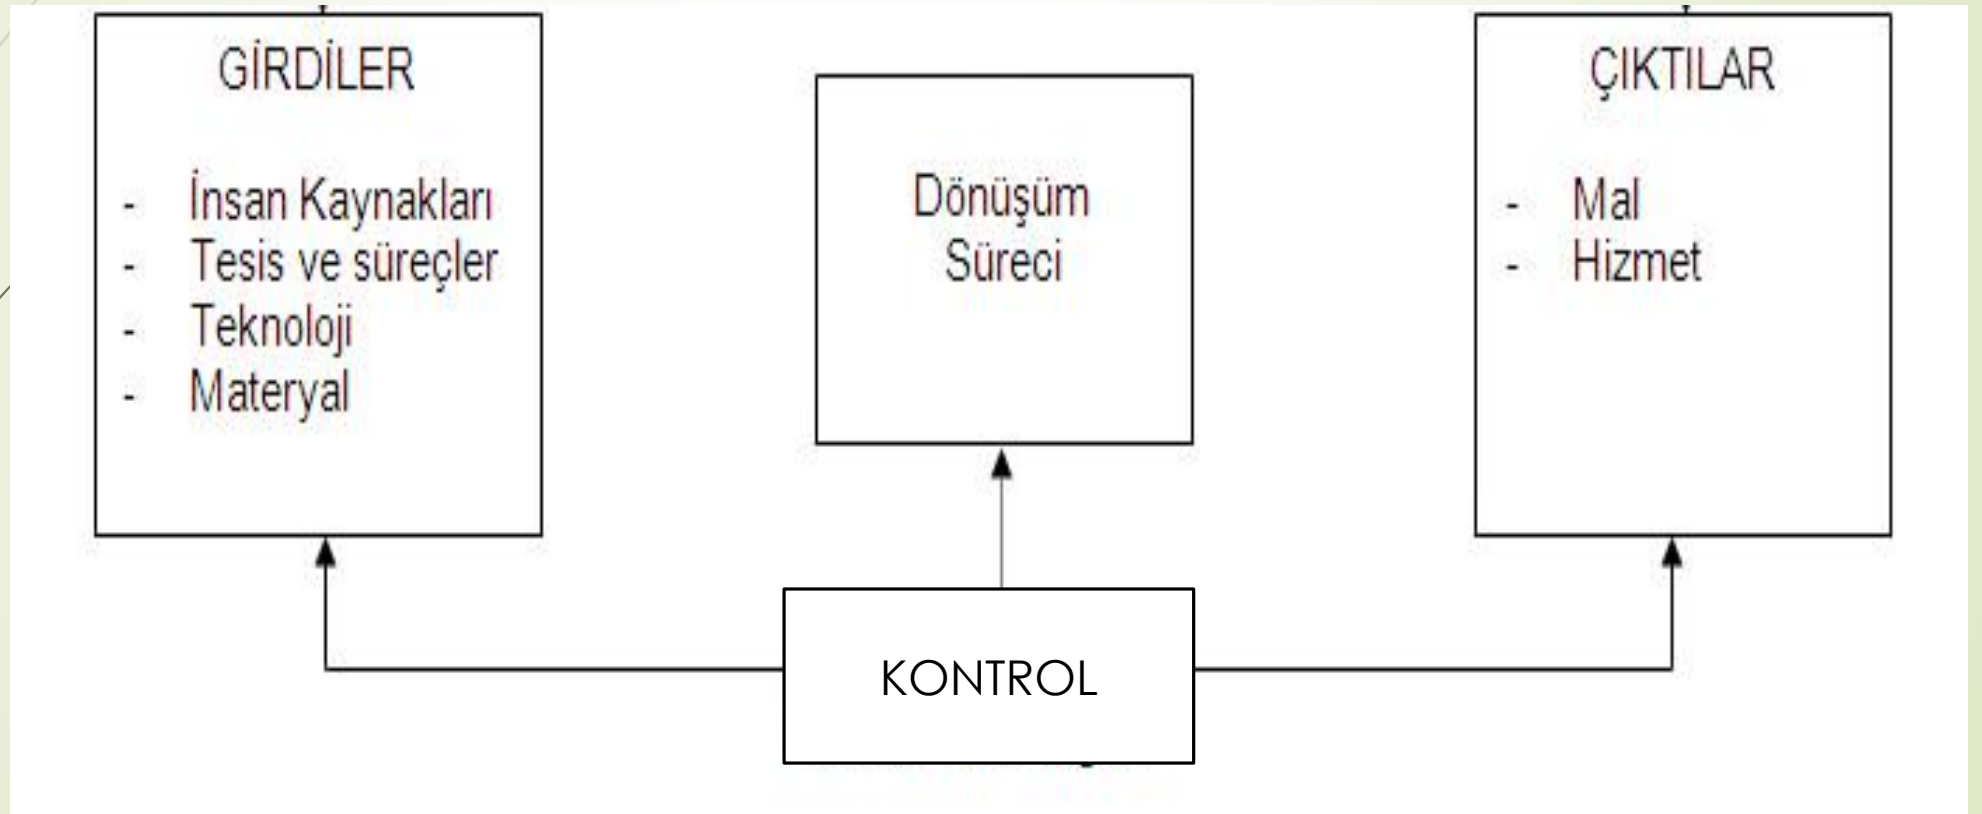 GİRDİLER
- İnsan Kaynakları
- Tesis ve süreçler
- Teknoloji
- Materyal
Dönüşüm
Süreci
ÇIKTILAR
- Mal
- Hizmet
KONTROL